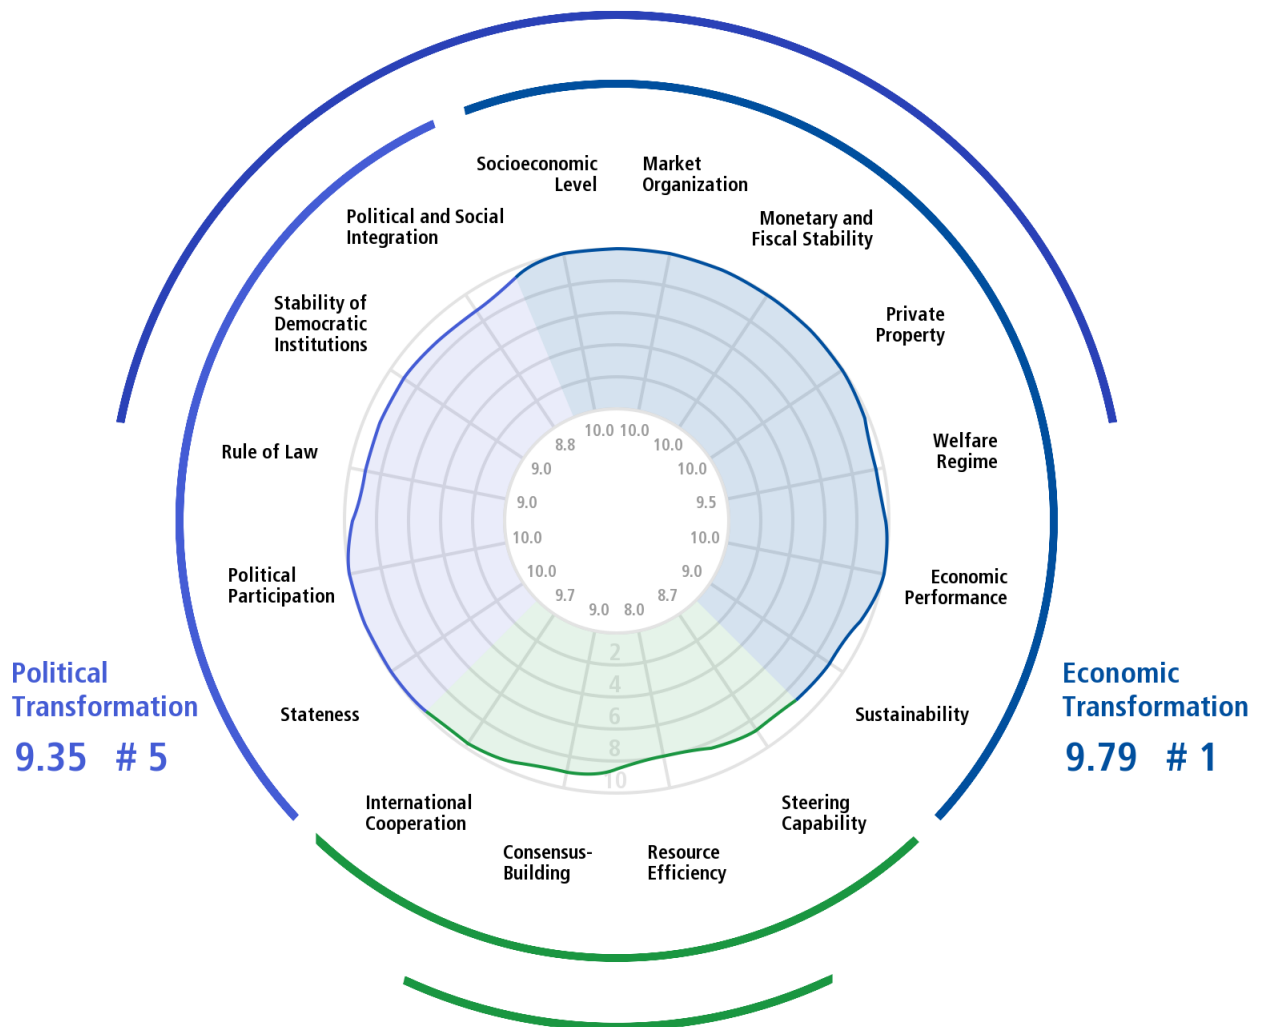 Socioeconomic
Level
Market
Organization
Political and Social
Integration
Monetary and
Fiscal Stability
Stability of
Democratic
Institutions
Private
Property
Rule of Law
Welfare
Regime
Political
Participation
Economic
Performance
Stateness
Sustainability
International
Cooperation
Steering
Capability
Consensus-
Building
Resource
Efficiency
10.0 10.0
8.8
10.0
9.0
10.0
9.0
9.5
10.0
10.0
10.0
9.0
9.7
9.0
8.0
8.7
2
4
6
8
10
Political
Transformation
9.35 # 5
Economic
Transformation
9.79 # 1